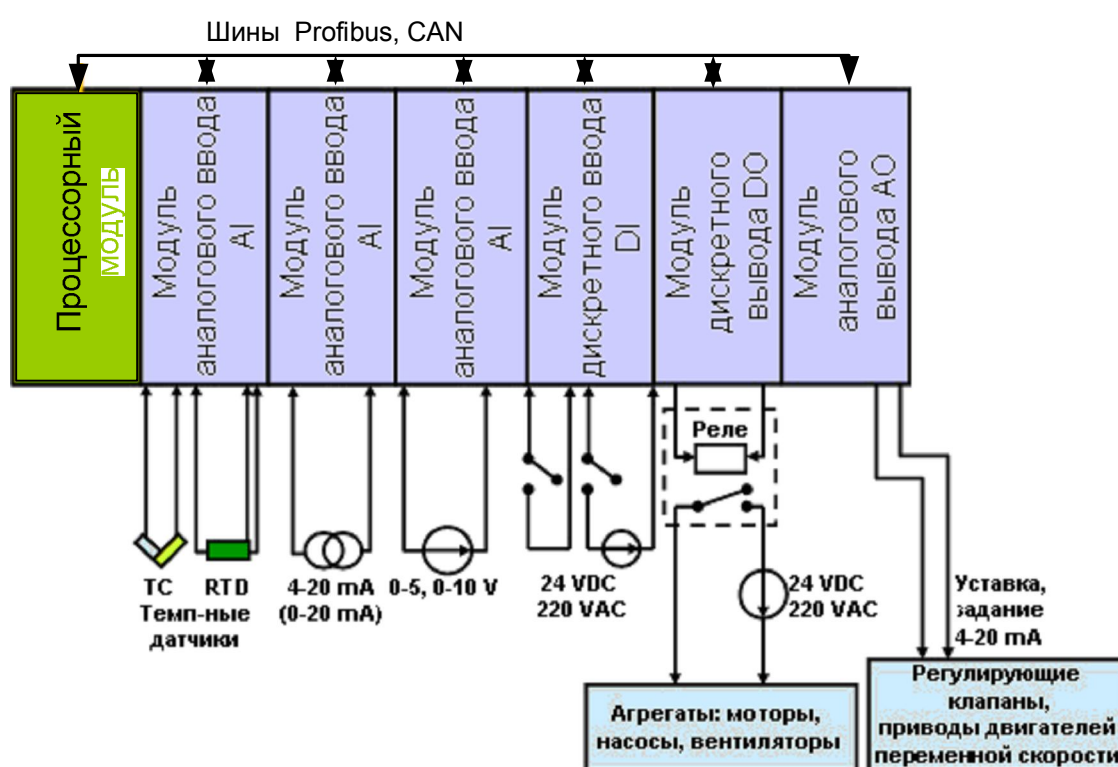 Шины Profibus, CAN
Процессорный
модуль
Модуль
аналогового ввода
AI
Модуль
аналогового ввода
AI
Модуль
аналогового ввода
AI
Модуль
дискретного ввода
DI
Модуль
дискретного
вывода DO
Модуль
аналогового
вывода AO
Реле
TC RTD
Темп-ные
датчики
4-20 mA
(0-20 mA)
0-5, 0-10 V
24 VDC
220 VAC
24 VDC
220 VAC
Уставка,
задание
4-20 mA
Агрегаты: моторы,
насосы, вентиляторы
Регулирующие
клапаны,
приводы двигателей
переменной скорости